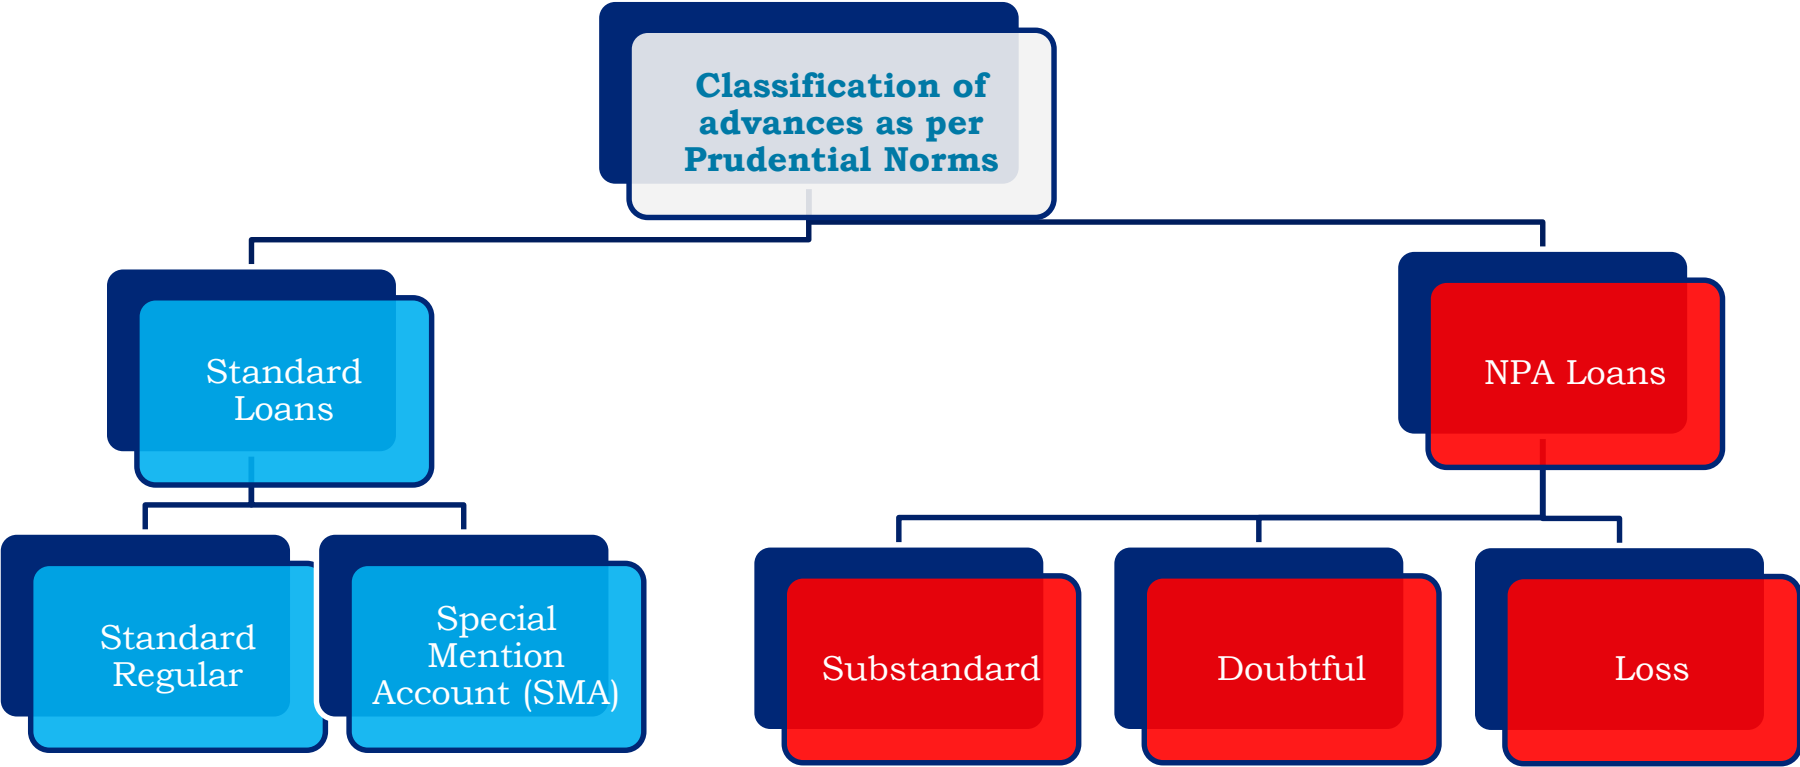 Classification of
advances as per
Prudential Norms
Standard
Loans
NPA Loans
Standard
Regular
Special
Mention
Account (SMA)
Substandard
Doubtful
Loss